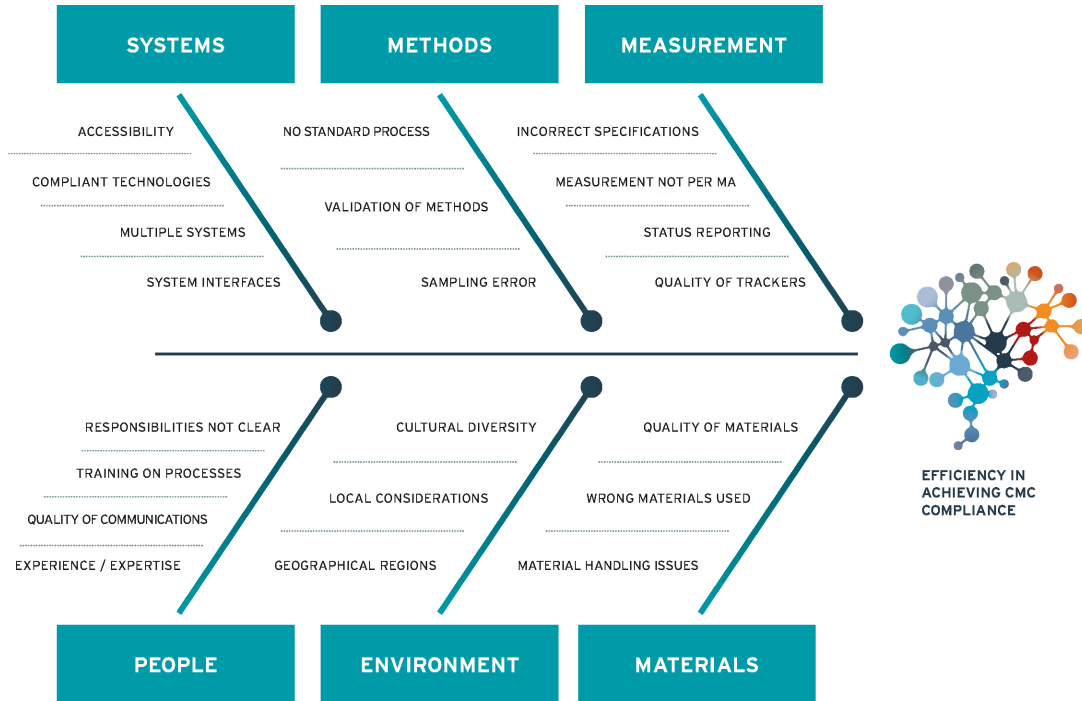 SYSTEMS
METHODS
MEASUREMENT
ACCESSIBILITY
COMPLIANT TECHNOLOGIES
MULTIPLE SYSTEMS
SYSTEM INTERFACES
NO STANDARD PROCESS
VALIDATION OF METHODS
SAMPLING ERROR
INCORRECT SPECIFICATIONS
MEASUREMENT NOT PER MA
STATUS REPORTING
QUALITY OF TRACKERS
RESPONSIBILITIES NOT CLEAR
TRAINING ON PROCESSES
QUALITY OF COMMUNICATIONS
EXPERIENCE / EXPERTISE
CULTURAL DIVERSITY
LOCAL CONSIDERATIONS
GEOGRAPHICAL REGIONS
QUALITY OF MATERIALS
WRONG MATERIALS USED
MATERIAL HANDLING ISSUES
EFFICIENCY IN
ACHIEVING CMC
COMPLIANCE
PEOPLE
ENVIRONMENT
MATERIALS